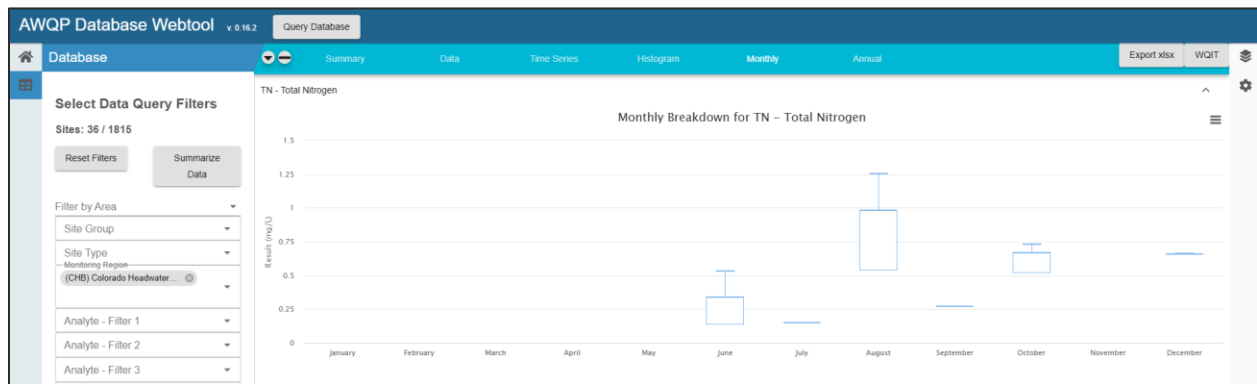 AWQP Database Webtool v. 0.16.2 Query Database
Database
Summary Data Time Series Histogram Monthly Annual Export xlsx WQIT
TN - Total Nitrogen
Select Data Query Filters
Sites: 36 / 1815
Reset Filters
Summarize
Data
Filter by Area
Site Group
Site Type
Monitoring Region
(CHB) Colorado Headwater...
Analyte - Filter 1
Analyte - Filter 2
Analyte - Filter 3
Monthly Breakdown for TN – Total Nitrogen
Result (mg/L)
1.5
1.25
1
0.75
0.5
0.25
0
January February March April May June July August September October November December